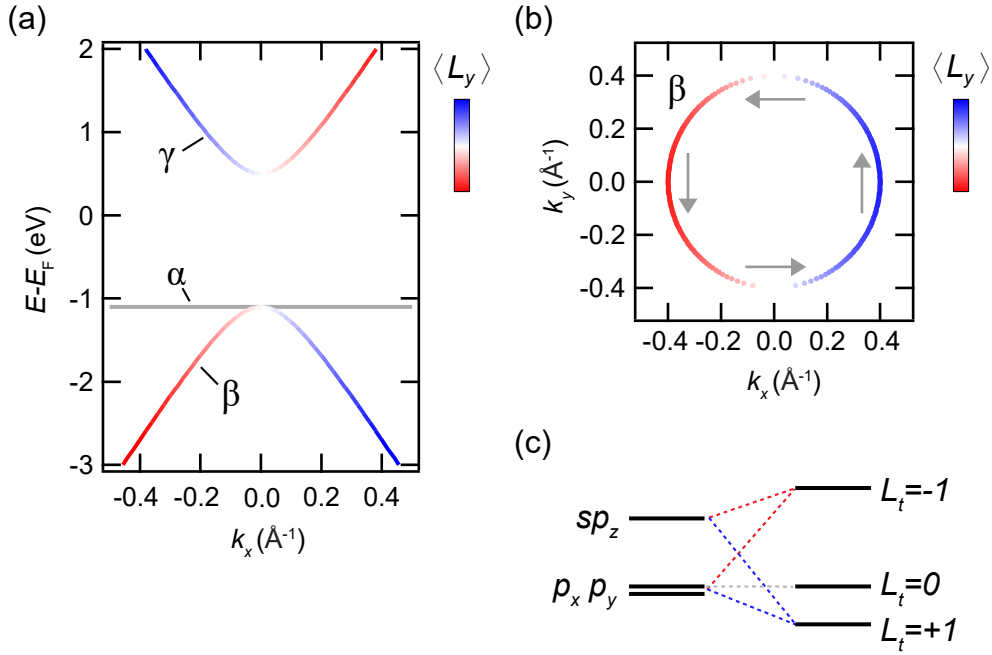 (a)
2
1
0
-1
-2
-3
E-E_F (eV)
γ
α
β
-0.4 -0.2 0.0 0.2 0.4
k_x (Å⁻¹)
⟨L_y⟩
(b)
0.4
0.2
0.0
-0.2
-0.4
k_y (Å⁻¹)
β
-0.4 -0.2 0.0 0.2 0.4
k_x (Å⁻¹)
⟨L_y⟩
(c)
sp_z
p_x p_y
L_t=-1
L_t=0
L_t=+1